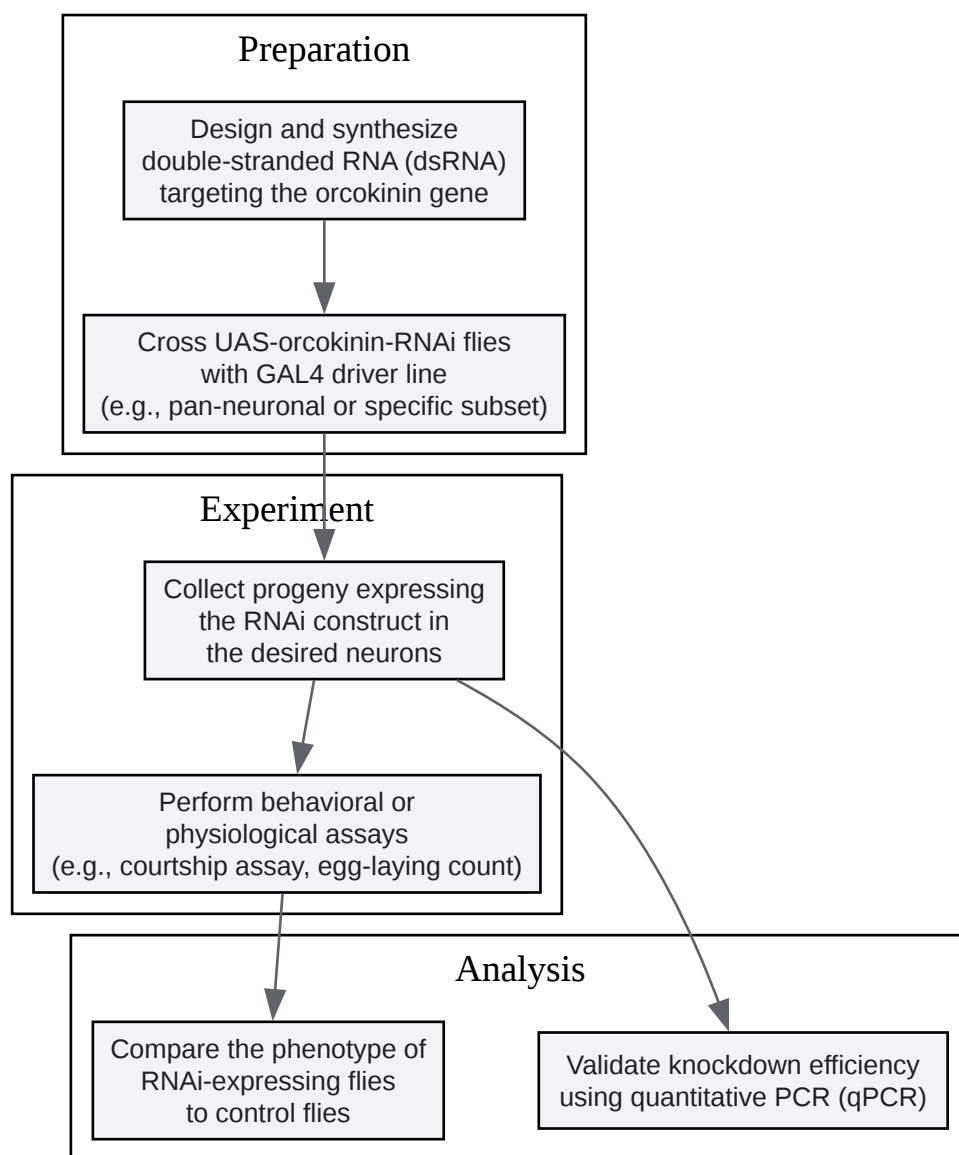 Preparation
Design and synthesize
double-stranded RNA (dsRNA)
targeting the orcokinin gene
Cross UAS-orcokinin-RNAi flies
with GAL4 driver line
(e.g., pan-neuronal or specific subset)
Experiment
Collect progeny expressing
the RNAi construct in
the desired neurons
Perform behavioral or
physiological assays
(e.g., courtship assay, egg-laying count)
Analysis
Compare the phenotype of
RNAi-expressing flies
to control flies
Validate knockdown efficiency
using quantitative PCR (qPCR)